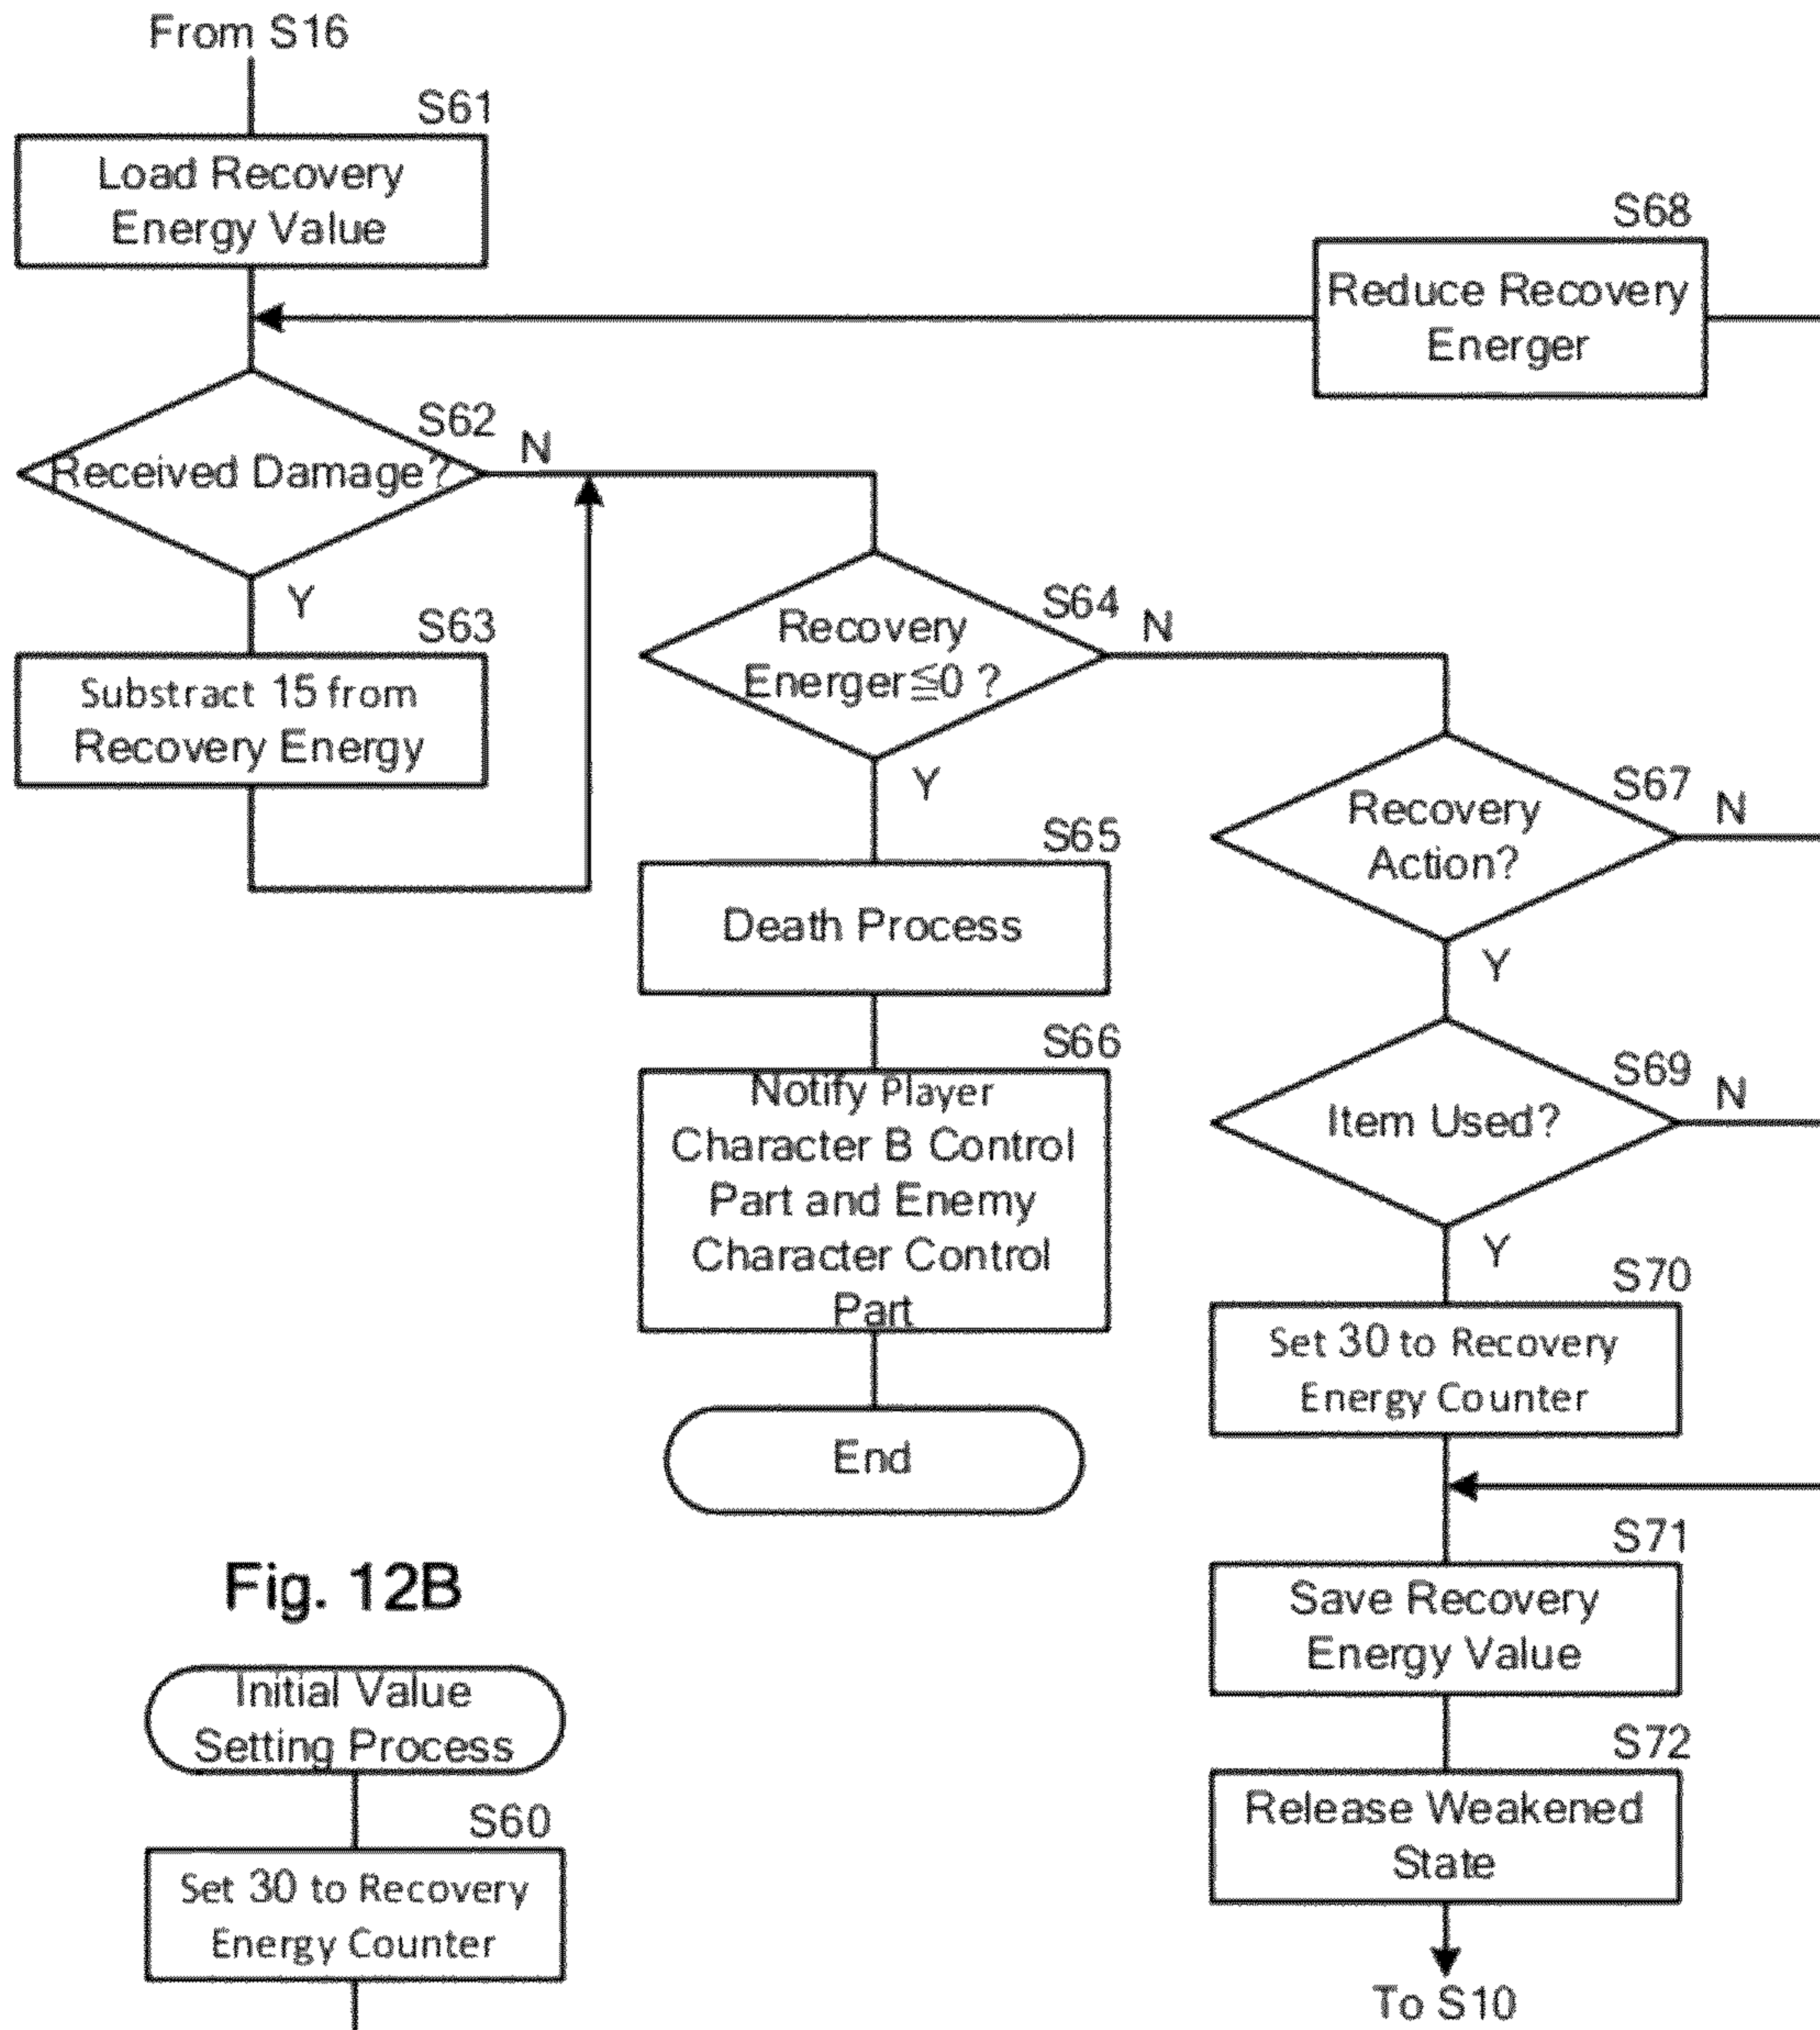 From S16
S61
Load Recovery
Energy Value
S68
Reduce Recovery
Energer
S62
Received Damage?
N
Y
S63
Substract 15 from
Recovery Energy
S64
Recovery
Energer≦0 ?
N
Y
S65
Death Process
S66
Notify Player
Character B Control
Part and Enemy
Character Control
Part
End
S67
Recovery
Action?
N
Y
S69
Item Used?
N
Y
S70
Set 30 to Recovery
Energy Counter
S71
Save Recovery
Energy Value
S72
Release Weakened
State
To S10
Fig. 12B
Initial Value
Setting Process
S60
Set 30 to Recovery
Energy Counter